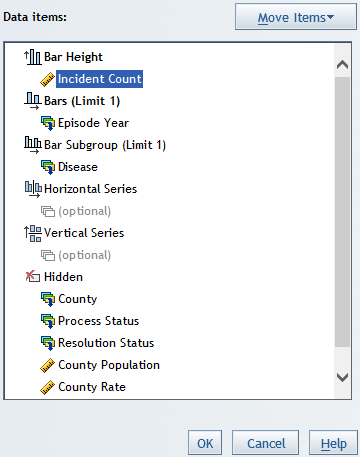 Data items:
Move Items
Bar Height
Incident Count
Bars (Limit 1)
Episode Year
Bar Subgroup (Limit 1)
Disease
Horizontal Series
(optional)
Vertical Series
(optional)
Hidden
County
Process Status
Resolution Status
County Population
County Rate
OK
Cancel
Help